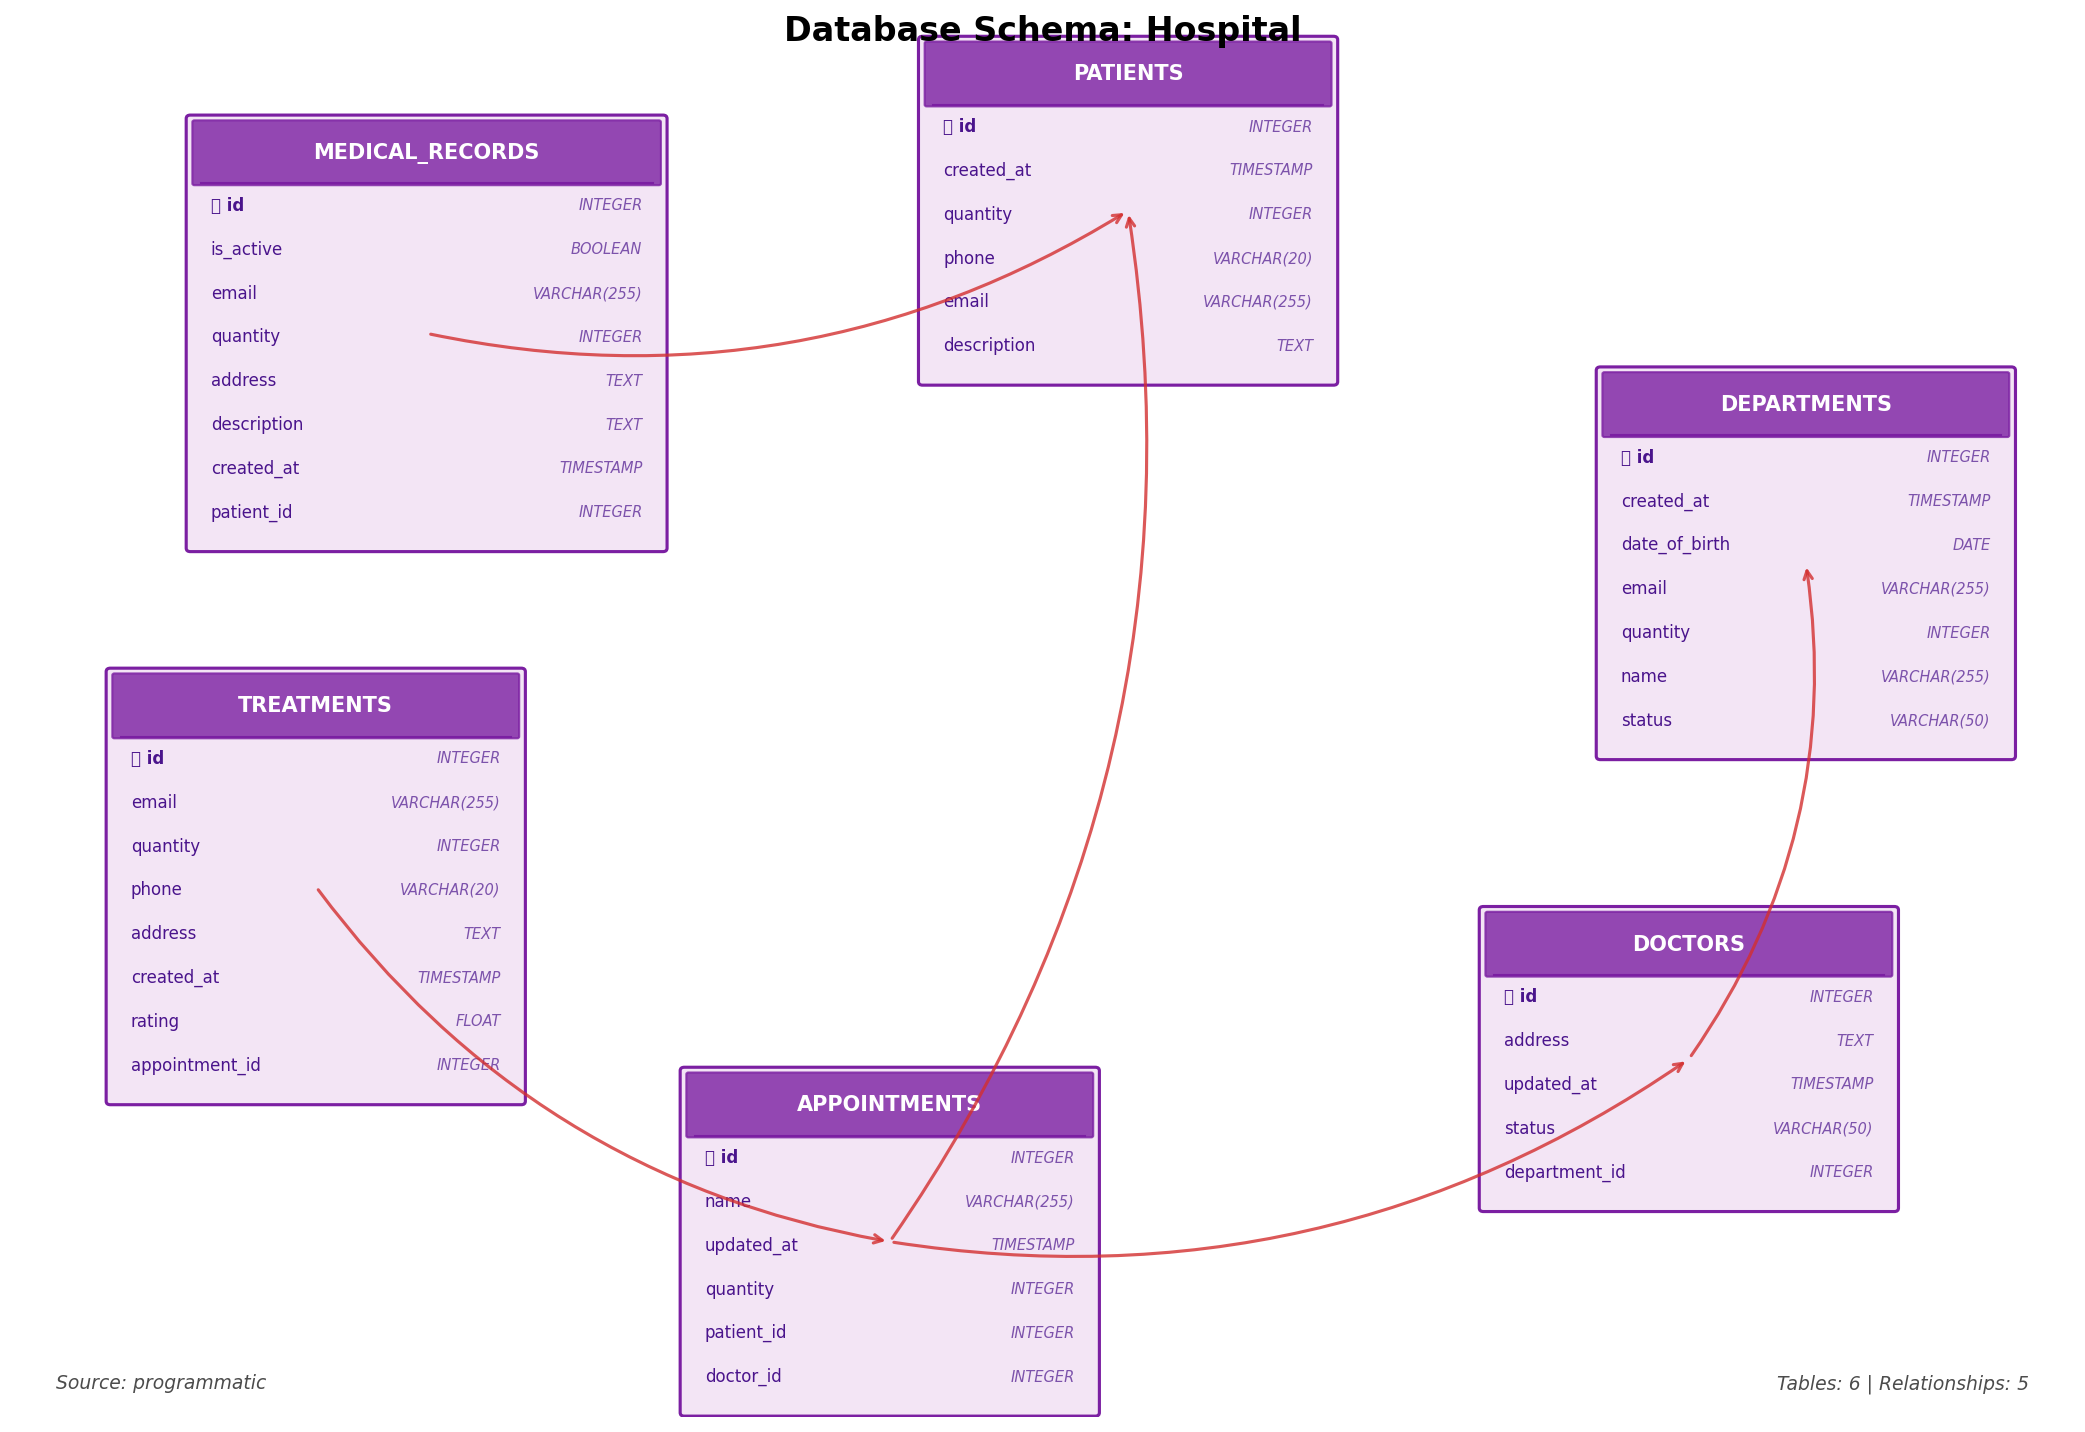 Database Schema: Hospital
PATIENTS
id INTEGER
created_at TIMESTAMP
quantity INTEGER
phone VARCHAR(20)
email VARCHAR(255)
description TEXT
MEDICAL_RECORDS
id INTEGER
is_active BOOLEAN
email VARCHAR(255)
quantity INTEGER
address TEXT
description TEXT
created_at TIMESTAMP
patient_id INTEGER
DEPARTMENTS
id INTEGER
created_at TIMESTAMP
date_of_birth DATE
email VARCHAR(255)
quantity INTEGER
name VARCHAR(255)
status VARCHAR(50)
TREATMENTS
id INTEGER
email VARCHAR(255)
quantity INTEGER
phone VARCHAR(20)
address TEXT
created_at TIMESTAMP
rating FLOAT
appointment_id INTEGER
DOCTORS
id INTEGER
address TEXT
updated_at TIMESTAMP
status VARCHAR(50)
department_id INTEGER
APPOINTMENTS
id INTEGER
name VARCHAR(255)
updated_at TIMESTAMP
quantity INTEGER
patient_id INTEGER
doctor_id INTEGER
Source: programmatic
Tables: 6 | Relationships: 5